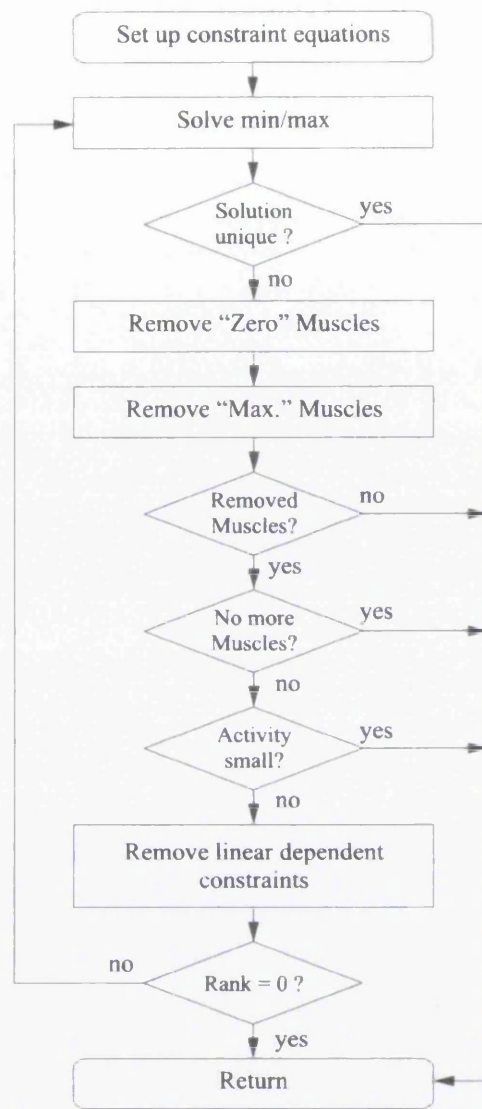 Set up constraint equations
Solve min/max
Solution
unique ?
yes
no
Remove “Zero” Muscles
Remove “Max.” Muscles
Removed
Muscles?
no
yes
No more
Muscles?
yes
no
Activity
small?
yes
no
Remove linear dependent
constraints
no
Rank = 0 ?
yes
Return